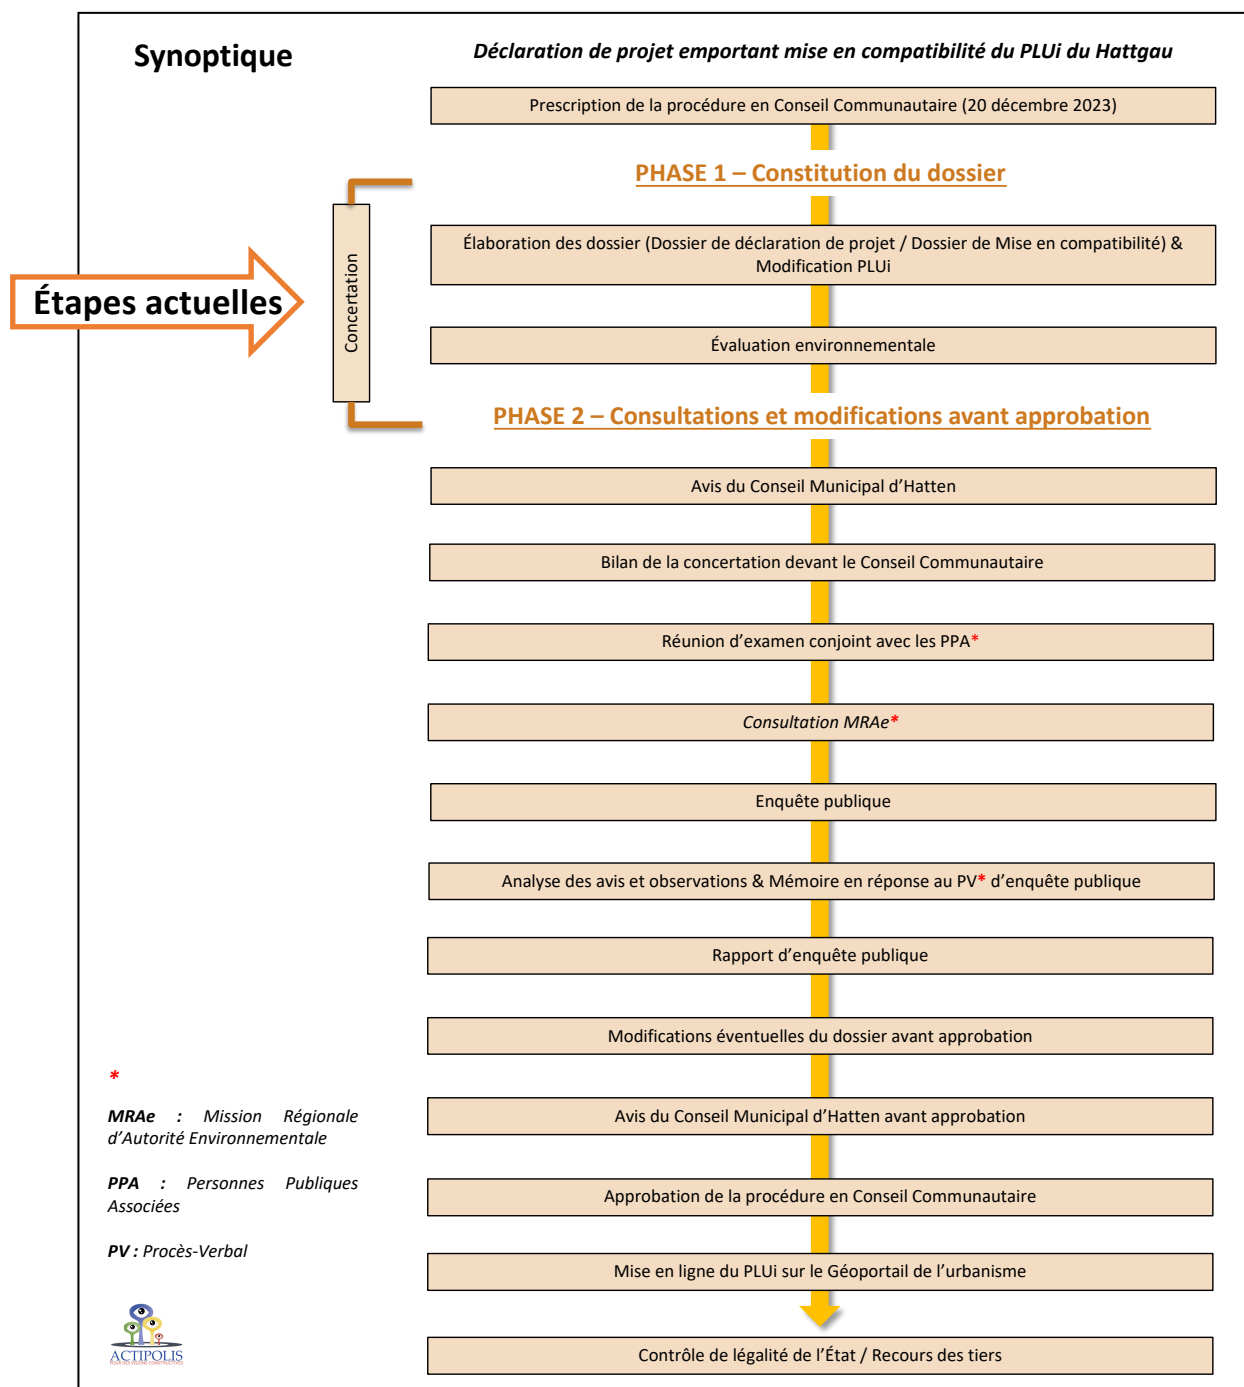 Synoptique
Déclaration de projet emportant mise en compatibilité du PLUi du Hattgau
Prescription de la procédure en Conseil Communautaire (20 décembre 2023)
PHASE 1 – Constitution du dossier
Concertation
Élaboration des dossier (Dossier de déclaration de projet / Dossier de Mise en compatibilité) &
Modification PLUi
Étapes actuelles
Évaluation environnementale
PHASE 2 – Consultations et modifications avant approbation
Avis du Conseil Municipal d’Hatten
Bilan de la concertation devant le Conseil Communautaire
Réunion d’examen conjoint avec les PPA*
Consultation MRAe*
Enquête publique
Analyse des avis et observations & Mémoire en réponse au PV* d’enquête publique
Rapport d’enquête publique
Modifications éventuelles du dossier avant approbation
Avis du Conseil Municipal d’Hatten avant approbation
Approbation de la procédure en Conseil Communautaire
Mise en ligne du PLUi sur le Géoportail de l’urbanisme
Contrôle de légalité de l’État / Recours des tiers
*
MRAe : Mission Régionale
d’Autorité Environnementale
PPA : Personnes Publiques
Associées
PV : Procès-Verbal
ACTIPOLIS
POUR DES VISIONS CONSTRUCTIVES